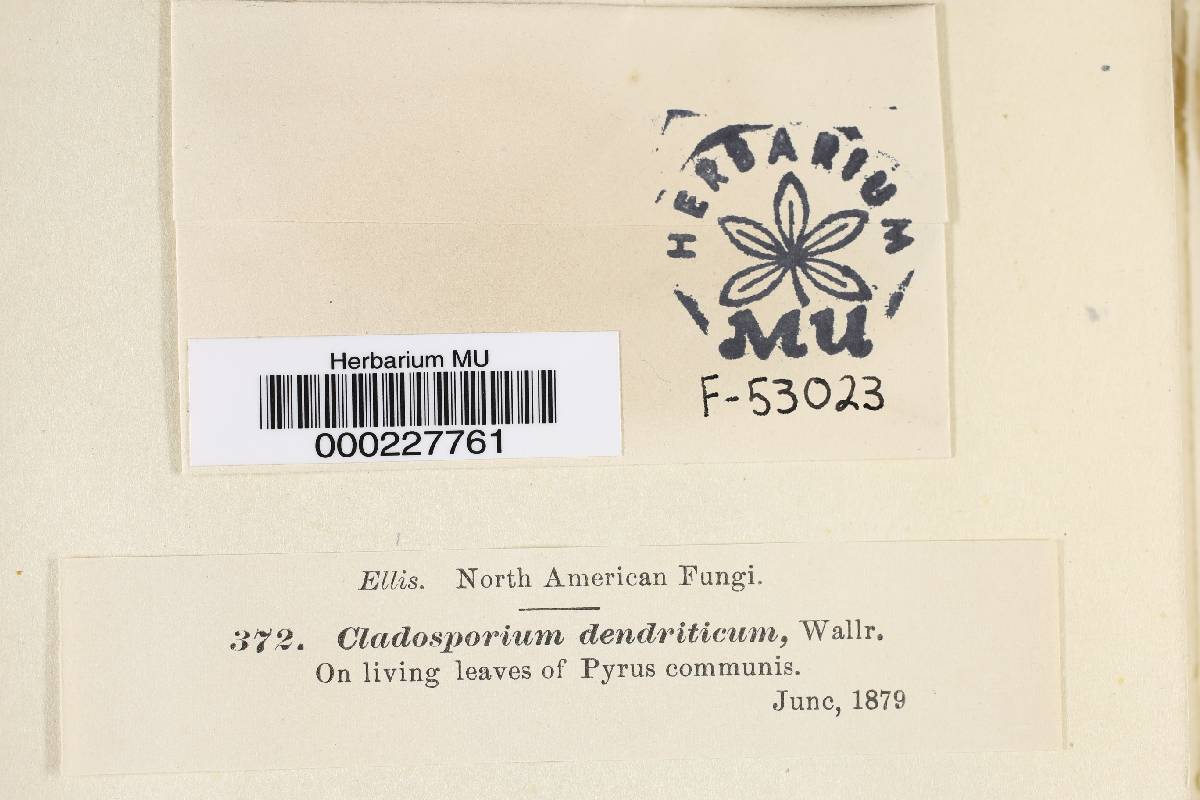 HERBARIUM
MU
F-53023
Herbarium MU
000227761
Ellis. North American Fungi.
372. Cladosporium dendriticum, Wallr.
On living leaves of Pyrus communis.
June, 1879